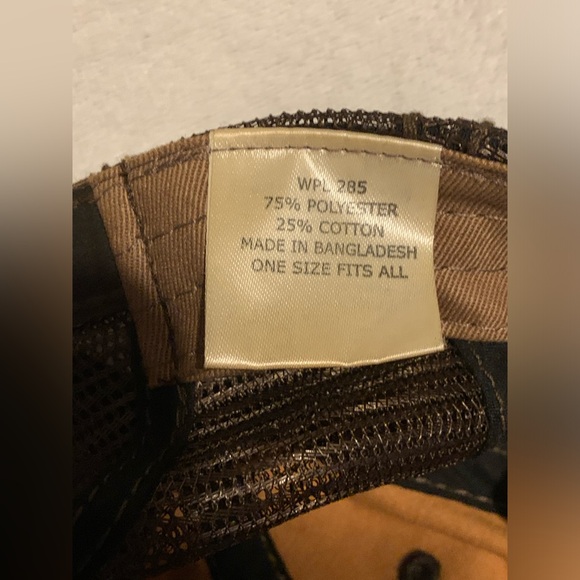 WPL 285
75% POLYESTER
25% COTTON
MADE IN BANGLADESH
ONE SIZE FITS ALL